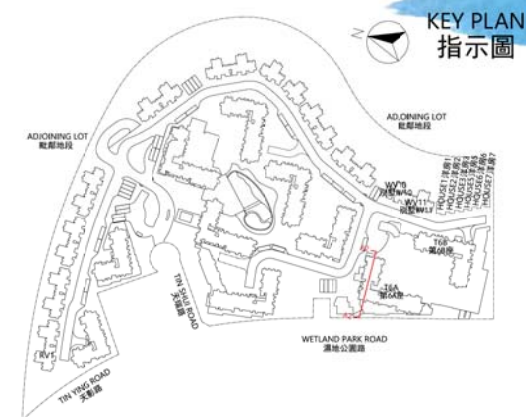 KEY PLAN
指示圖
N
ADJOINING LOT
毗鄰地段
ADJOINING LOT
毗鄰地段
HOUSE1 洋房1
HOUSE2 洋房2
HOUSE3 洋房3
HOUSE5 洋房5
HOUSE6 洋房6
HOUSE7 洋房7
WV10
別墅WV10
WV11
別墅WV11
T6B
第6B座
T6A
第6A座
TIN SHUI ROAD
天瑞路
WETLAND PARK ROAD
濕地公園路
RV1
TIN YING ROAD
天影路